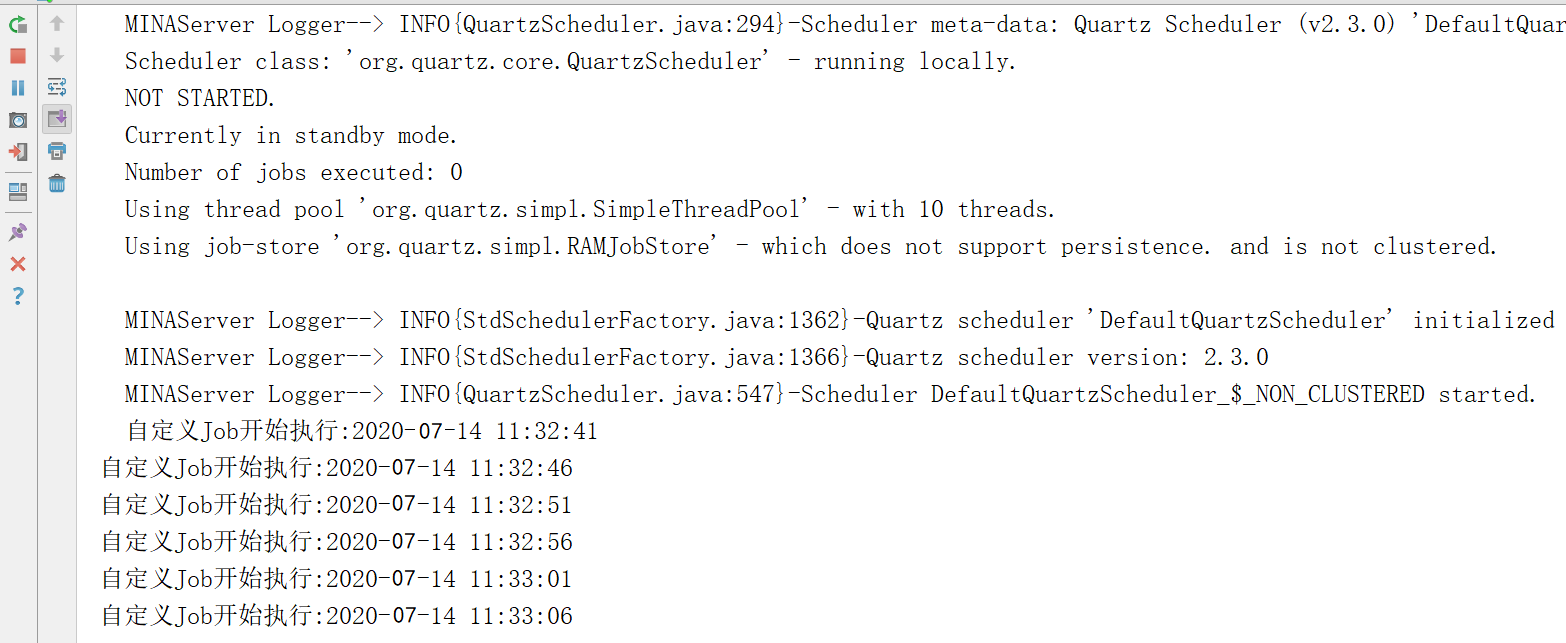 MINAServer Logger--> INFO{QuartzScheduler.java:294}-Scheduler meta-data: Quartz Scheduler (v2.3.0) 'DefaultQuar
Scheduler class: 'org.quartz.core.QuartzScheduler' - running locally.
NOT STARTED.
Currently in standby mode.
Number of jobs executed: 0
Using thread pool 'org.quartz.simpl.SimpleThreadPool' - with 10 threads.
Using job-store 'org.quartz.simpl.RAMJobStore' - which does not support persistence. and is not clustered.
MINAServer Logger--> INFO{StdSchedulerFactory.java:1362}-Quartz scheduler 'DefaultQuartzScheduler' initialized
MINAServer Logger--> INFO{StdSchedulerFactory.java:1366}-Quartz scheduler version: 2.3.0
MINAServer Logger--> INFO{QuartzScheduler.java:547}-Scheduler DefaultQuartzScheduler_$_NON_CLUSTERED started.
自定义Job开始执行:2020-07-14 11:32:41
自定义Job开始执行:2020-07-14 11:32:46
自定义Job开始执行:2020-07-14 11:32:51
自定义Job开始执行:2020-07-14 11:32:56
自定义Job开始执行:2020-07-14 11:33:01
自定义Job开始执行:2020-07-14 11:33:06